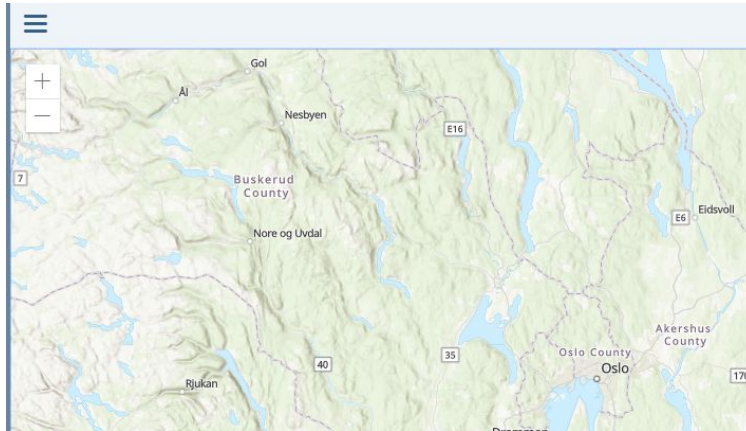 Gol
Ål
Nesbyen
E16
7
Buskerud
County
E6
Eidsvoll
Nore og Uvdal
Akershus
County
35
Oslo County
40
Oslo
170
Rjukan